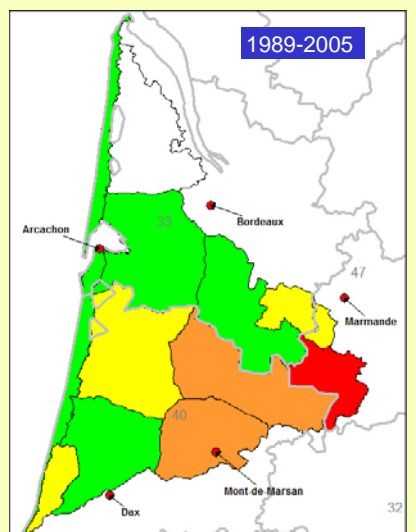 1989-2005
33
Bordeaux
Arcachon
47
Marmande
40
Mont de Marsan
Dax
32